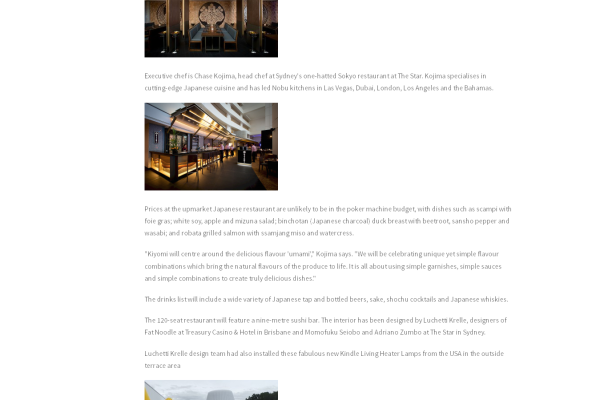 Executive chef is Chase Kojima, head chef at Sydney's one-hatted Sokyo restaurant at The Star. Kojima specialises in
cutting-edge Japanese cuisine and has led Nobu kitchens in Las Vegas, Dubai, London, Los Angeles and the Bahamas.
Prices at the upmarket Japanese restaurant are unlikely to be in the poker machine budget, with dishes such as scampi with
foie gras; white soy, apple and mizuna salad; binchotan (Japanese charcoal) duck breast with beetroot, sansho pepper and
wasabi; and robata grilled salmon with ssamjang miso and watercress.
"Kiyomi will centre around the delicious flavour 'umami'," Kojima says. "We will be celebrating unique yet simple flavour
combinations which bring the natural flavours of the produce to life. It is all about using simple garnishes, simple sauces
and simple combinations to create truly delicious dishes."
The drinks list will include a wide variety of Japanese tap and bottled beers, sake, shochu cocktails and Japanese whiskies.
The 120-seat restaurant will feature a nine-metre sushi bar. The interior has been designed by Luchetti Krelle, designers of
Fat Noodle at Treasury Casino & Hotel in Brisbane and Momofuku Seiobo and Adriano Zumbo at The Star in Sydney.
Luchetti Krelle design team had also installed these fabulous new Kindle Living Heater Lamps from the USA in the outside
terrace area